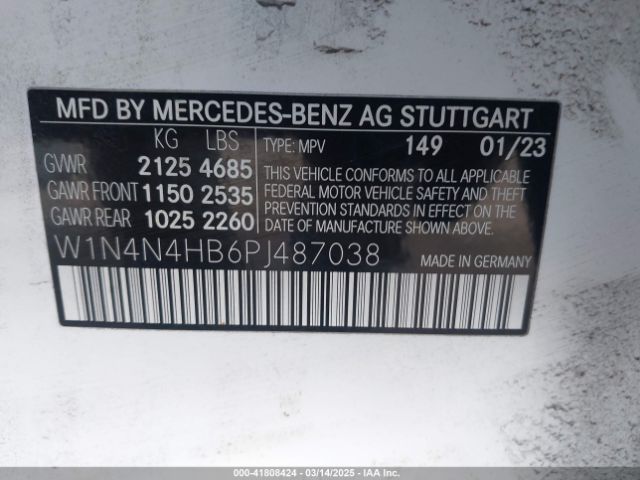 MFD BY MERCEDES-BENZ AG STUTTGART
KG LBS TYPE: MPV 149 01/23
GVWR 2125 4685
GAWR FRONT 1150 2535
GAWR REAR 1025 2260
THIS VEHICLE CONFORMS TO ALL APPLICABLE
FEDERAL MOTOR VEHICLE SAFETY AND THEFT
PREVENTION STANDARDS IN EFFECT ON THE
DATE OF MANUFACTURE SHOWN ABOVE.
W1N4N4HB6PJ487038 MADE IN GERMANY
000-41808424 | 03/14/2025 | IAAI.COM